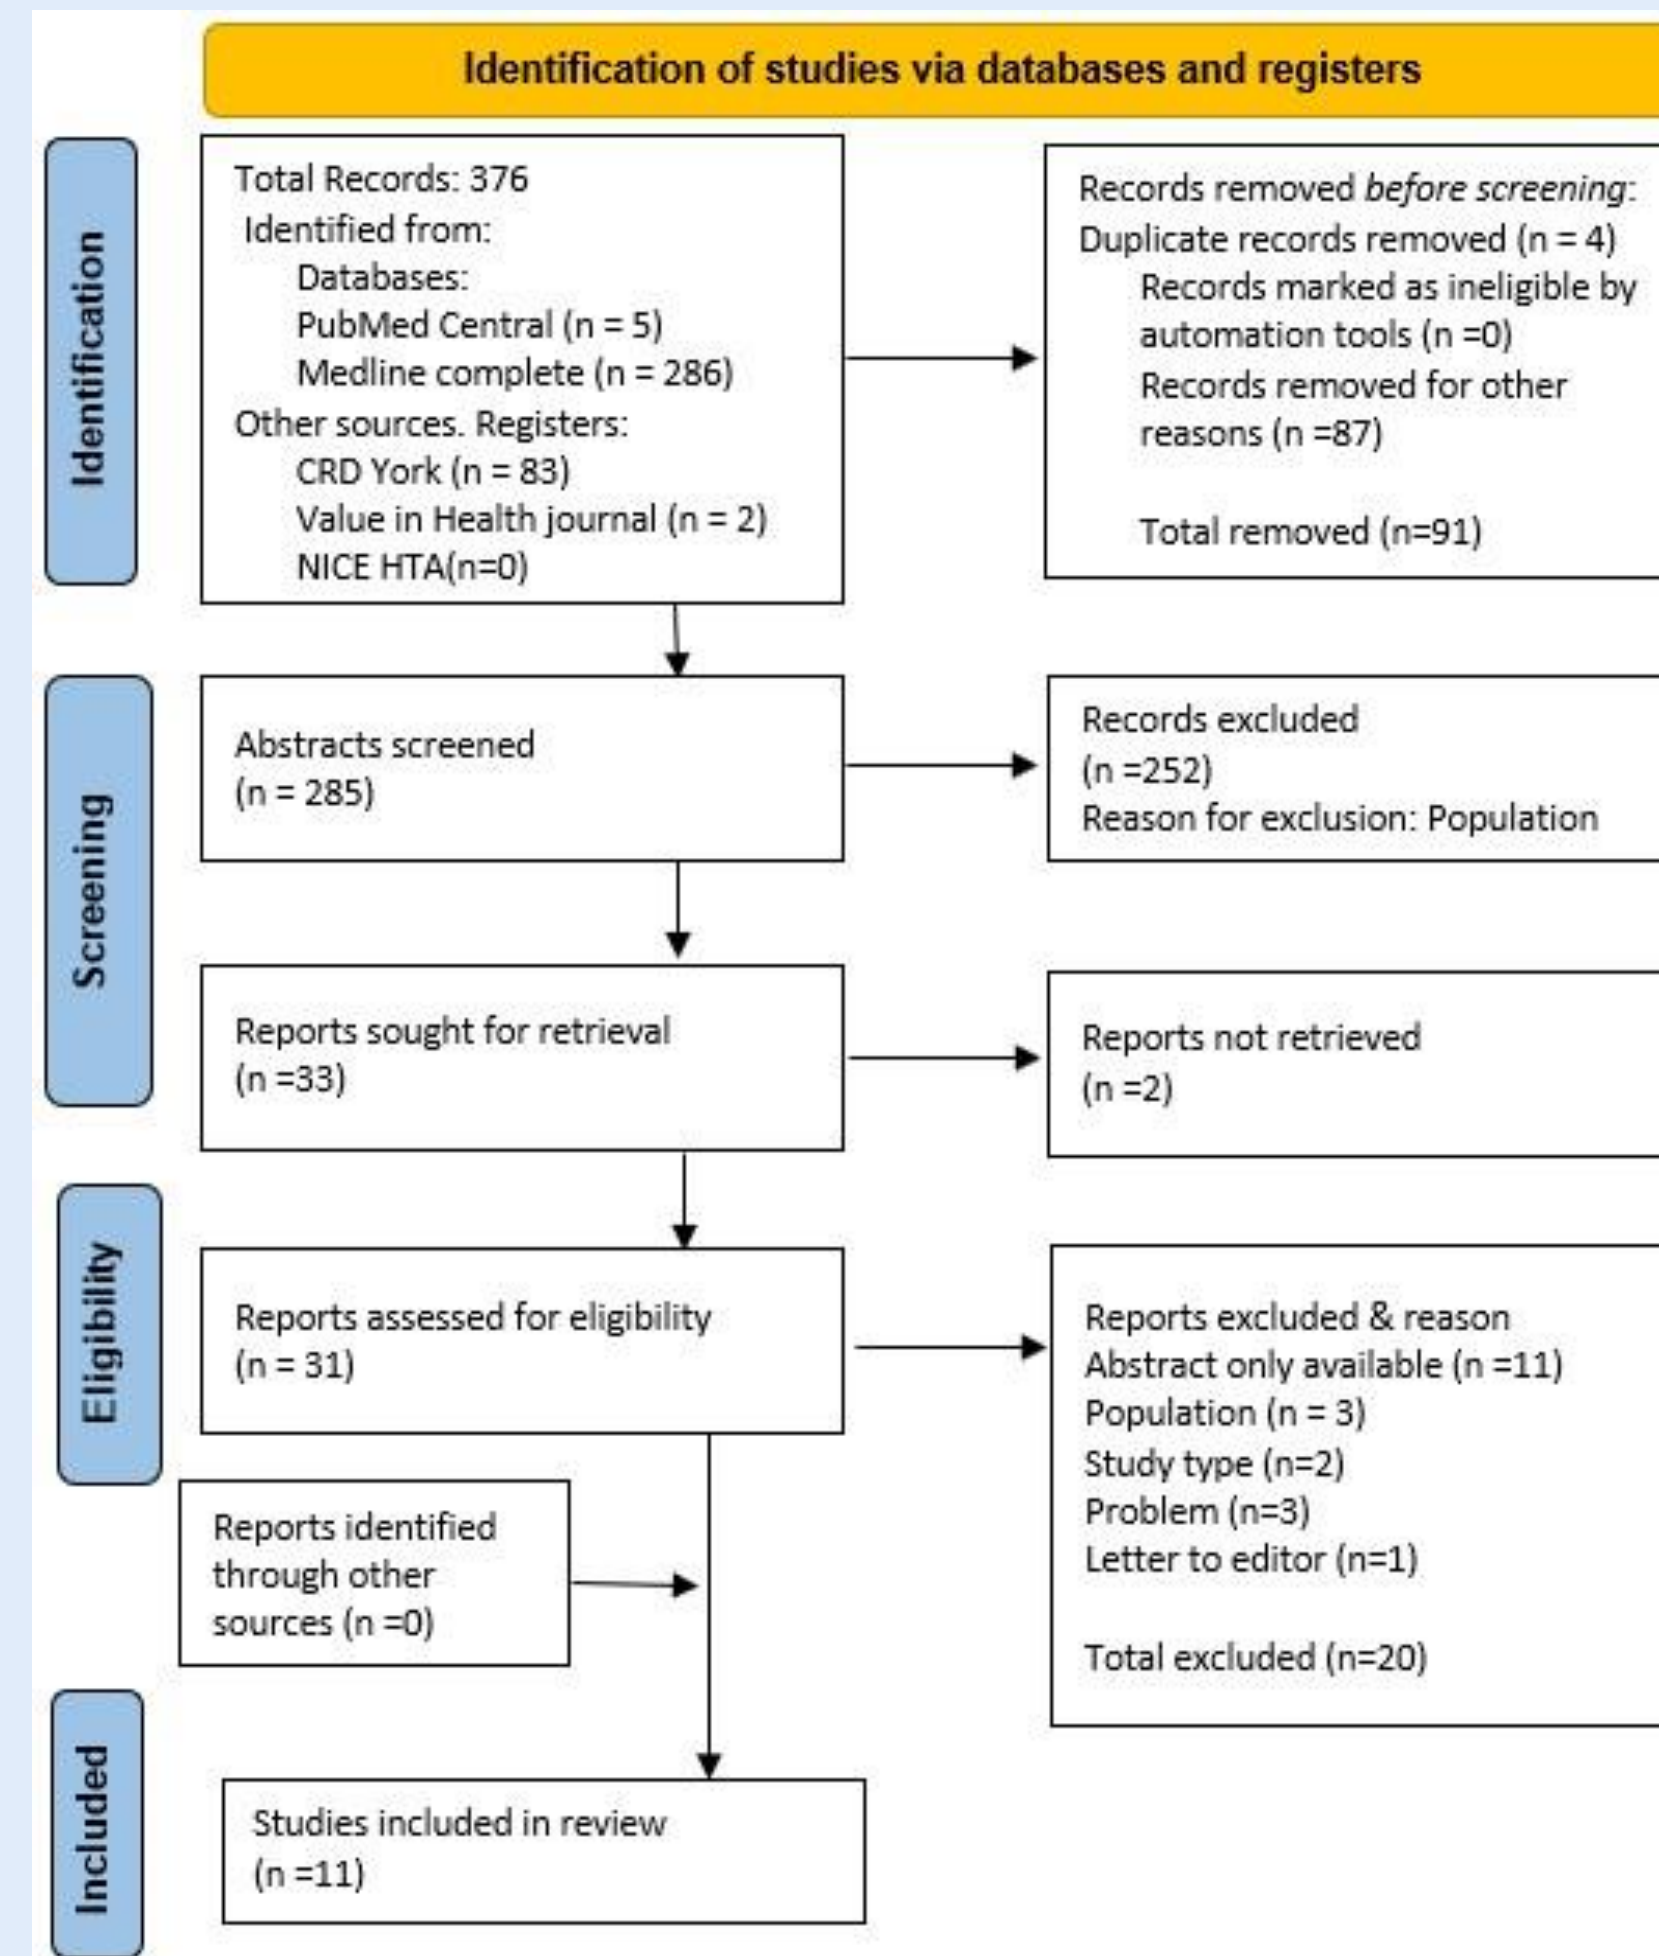 Identification of studies via databases and registers
Identification
Total Records: 376
Identified from:
Databases:
PubMed Central (n = 5)
Medline complete (n = 286)
Other sources. Registers:
CRD York (n = 83)
Value in Health journal (n = 2)
NICE HTA(n=0)
Records removed before screening:
Duplicate records removed (n = 4)
Records marked as ineligible by
automation tools (n =0)
Records removed for other
reasons (n =87)
Total removed (n=91)
Screening
Abstracts screened
(n = 285)
Records excluded
(n =252)
Reason for exclusion: Population
Reports sought for retrieval
(n =33)
Reports not retrieved
(n =2)
Eligibility
Reports assessed for eligibility
(n = 31)
Reports excluded & reason
Abstract only available (n =11)
Population (n = 3)
Study type (n=2)
Problem (n=3)
Letter to editor (n=1)
Total excluded (n=20)
Reports identified
through other
sources (n =0)
Included
Studies included in review
(n =11)